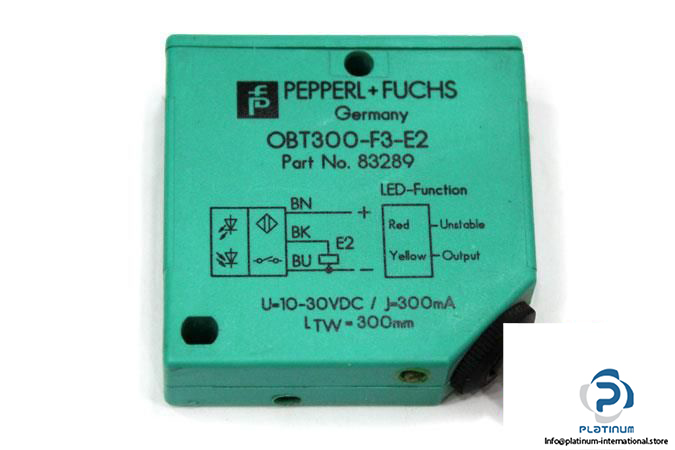 PEPPERL+FUCHS
Germany
OBT300-F3-E2
Part No. 83289
LED-Function
BN
+
BK
E2
BU
-
Red
Unstable
Yellow
Output
U=10-30VDC / J=300mA
LTW = 300mm
PLATINUM
Info@platinum-international.store